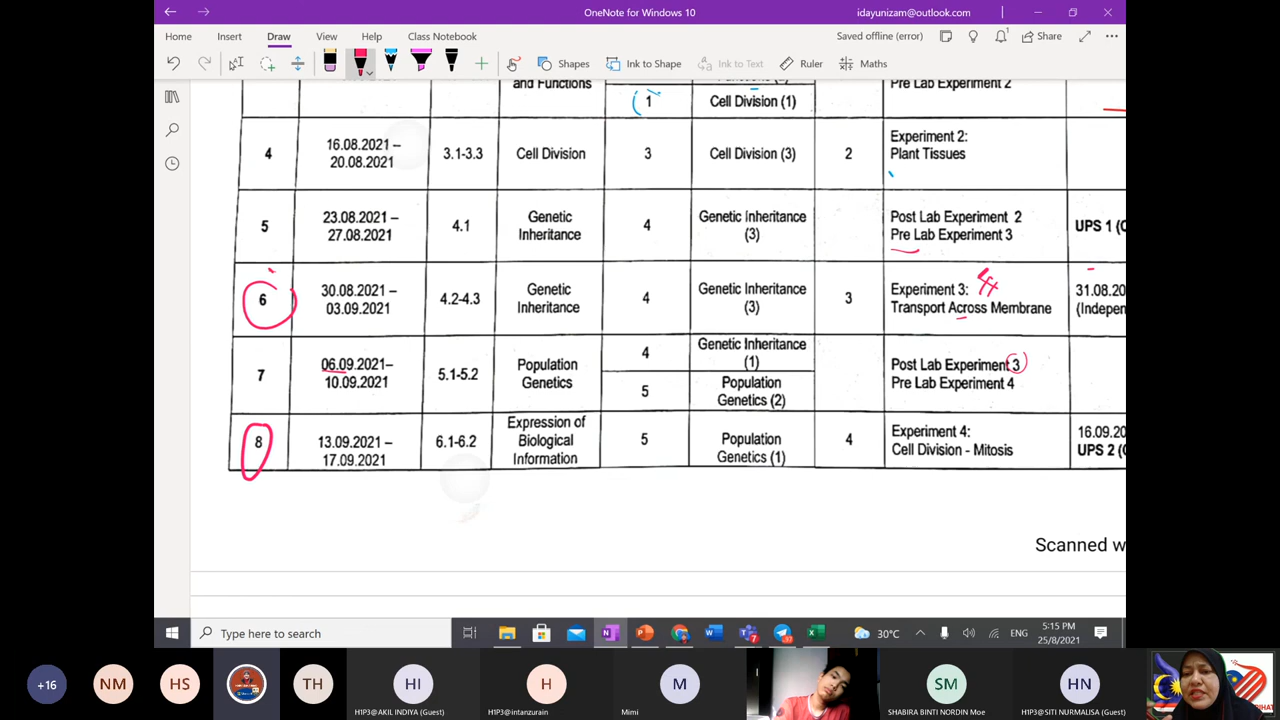 OneNote for Windows 10
idayunizam@outlook.com
Home Insert Draw View Help Class Notebook
Saved offline (error) Share
Shapes Ink to Shape Ink to Text Ruler Maths
and Functions
Pre Lab Experiment 2
1 Cell Division (1)
4
16.08.2021 –
20.08.2021
3.1-3.3
Cell Division
3
Cell Division (3)
2
Experiment 2:
Plant Tissues
5
23.08.2021 –
27.08.2021
4.1
Genetic
Inheritance
4
Genetic Inheritance
(3)
Post Lab Experiment 2
Pre Lab Experiment 3
UPS 1 (
6
30.08.2021 –
03.09.2021
4.2-4.3
Genetic
Inheritance
4
Genetic Inheritance
(3)
3
Experiment 3:
Transport Across Membrane
31.08.20
(Indepen
7
06.09.2021–
10.09.2021
5.1-5.2
Population
Genetics
4
Genetic Inheritance
(1)
5
Population
Genetics (2)
Post Lab Experiment 3
Pre Lab Experiment 4
8
13.09.2021 –
17.09.2021
6.1-6.2
Expression of
Biological
Information
5
Population
Genetics (1)
4
Experiment 4:
Cell Division - Mitosis
16.09.20
UPS 2 (
Scanned w
Type here to search
30°C
ENG
5:15 PM
25/8/2021
+16
NM
HS
TH
HI
H1P3@AKIL INDIYA (Guest)
H
H1P3@intanzurain
M
Mimi
SM
SHABIRA BINTI NORDIN Moe
HN
H1P3@SITI NURMALISA (Guest)